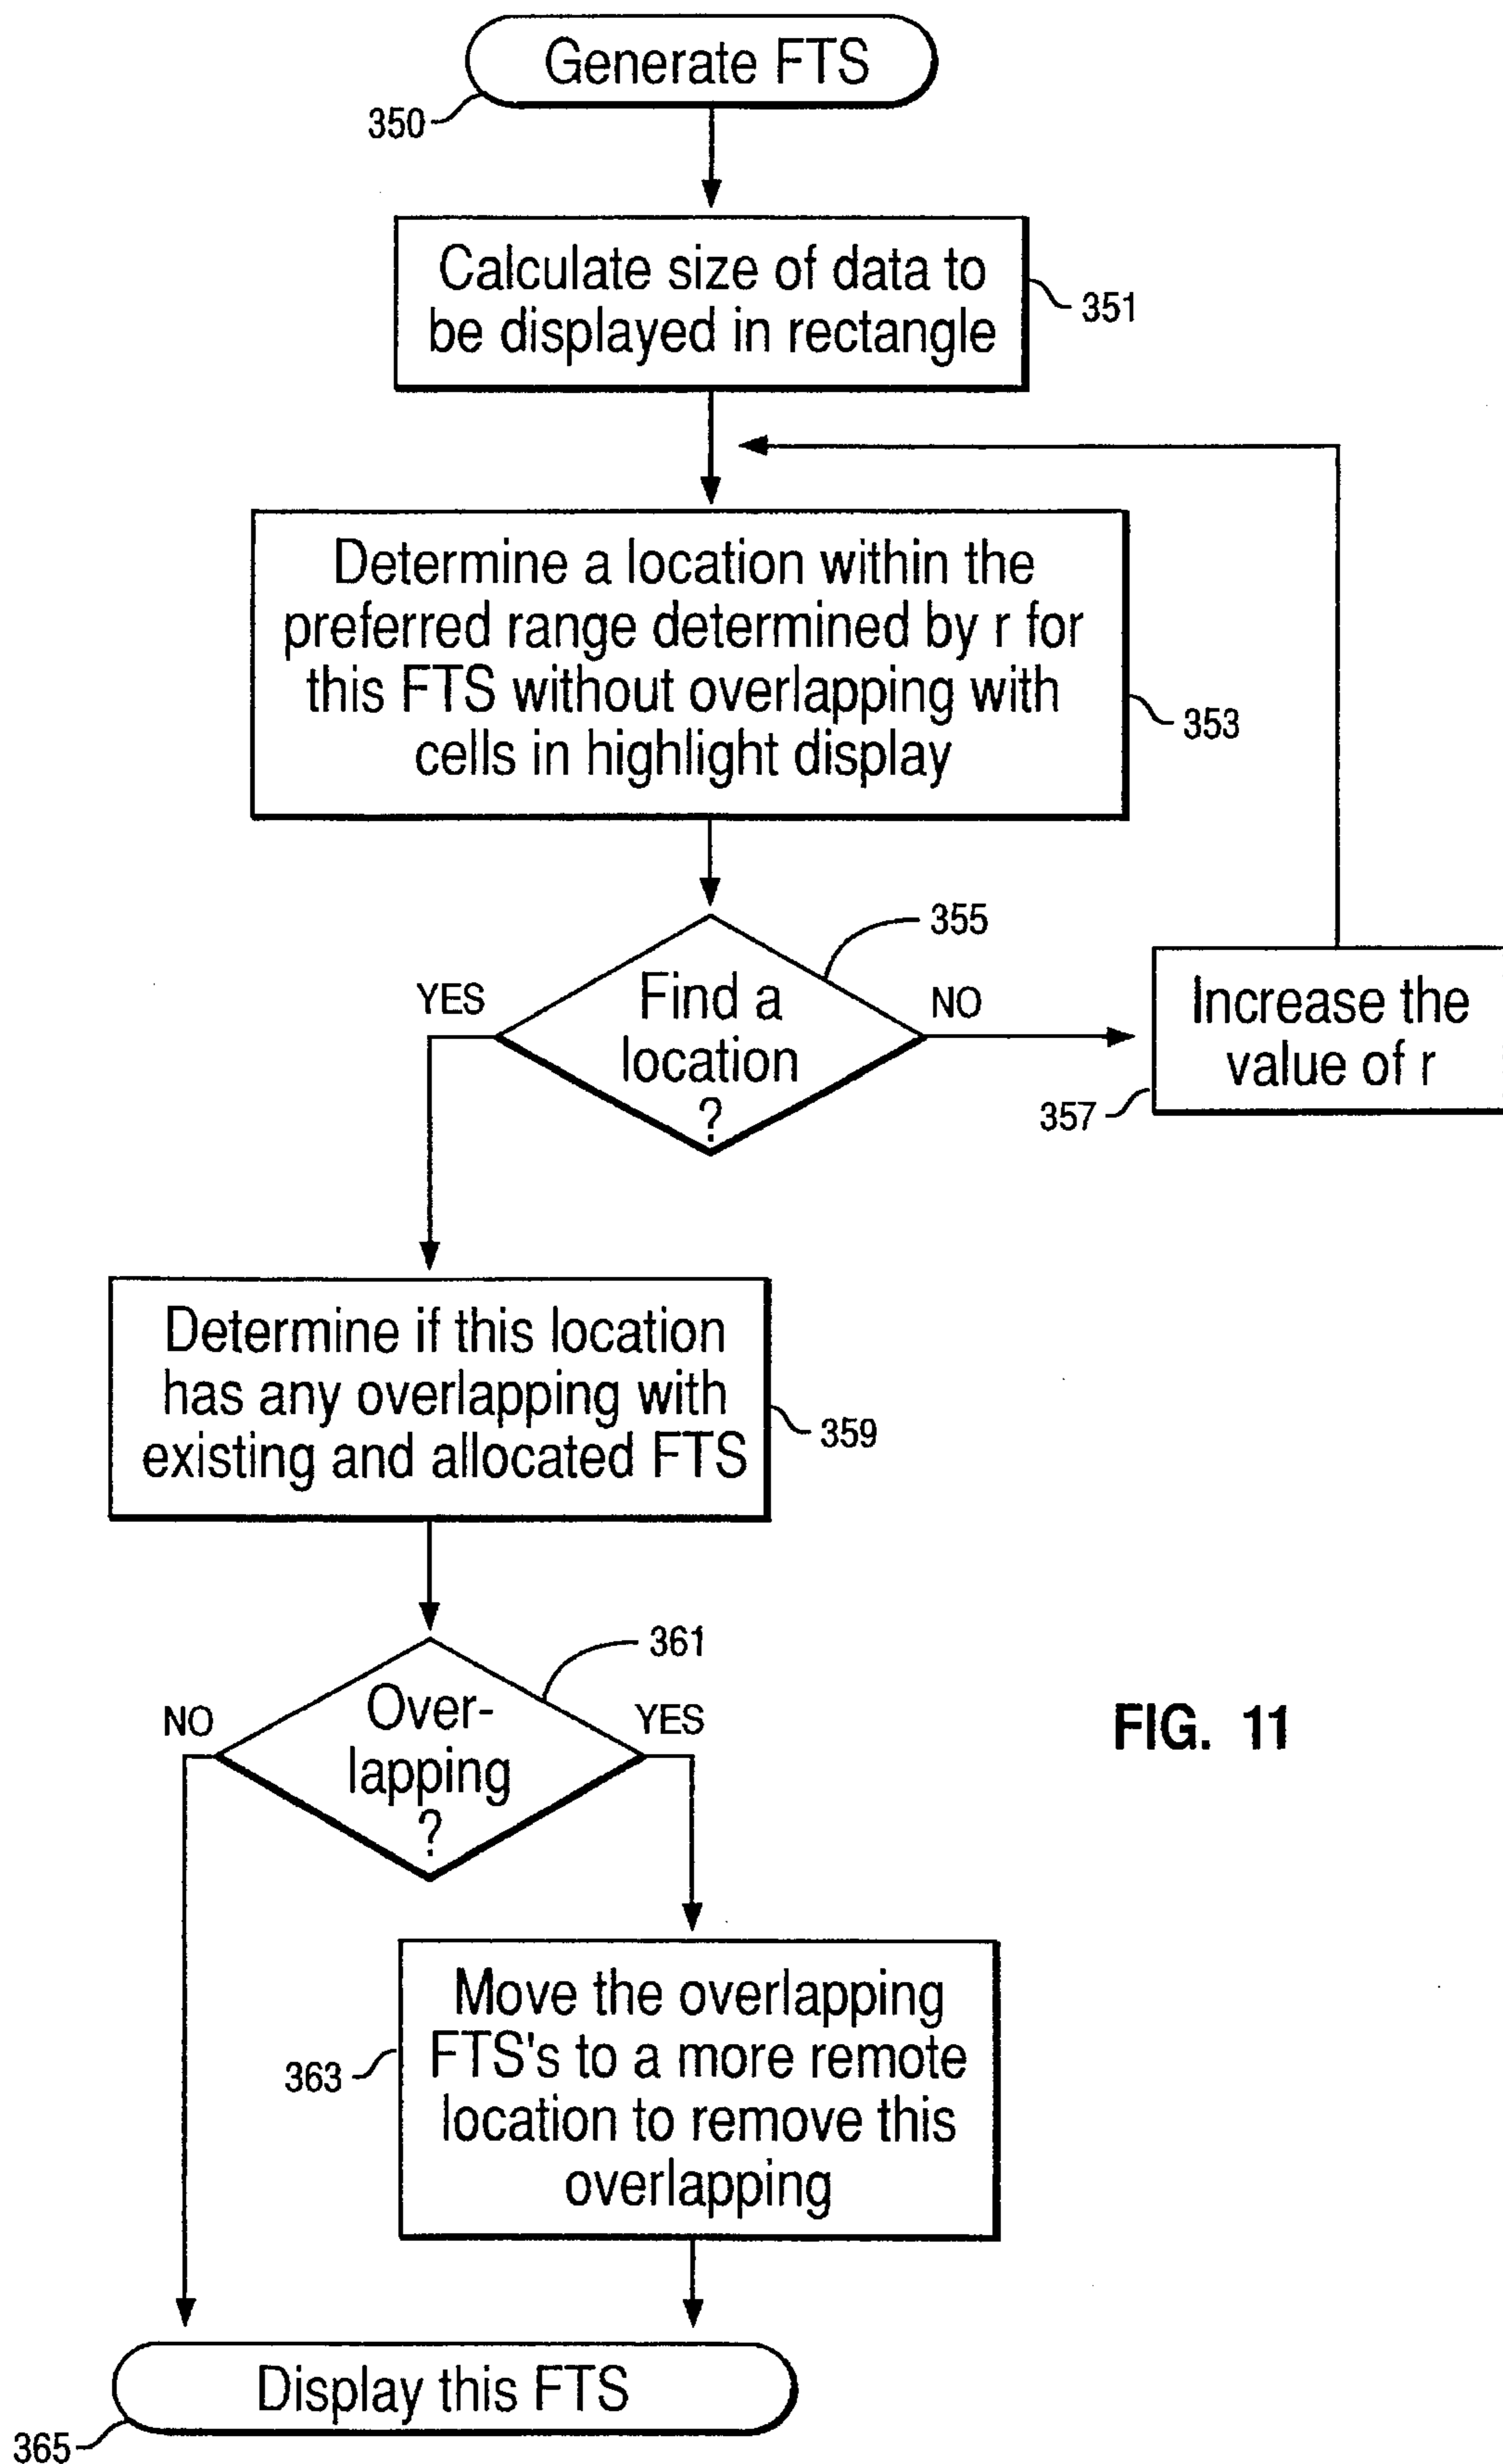 Generate FTS
350
Calculate size of data to
be displayed in rectangle
351
Determine a location within the
preferred range determined by r for
this FTS without overlapping with
cells in highlight display
353
355
YES
Find a
location
?
NO
Increase the
value of r
357
Determine if this location
has any overlapping with
existing and allocated FTS
359
361
NO
Over-
lapping
?
YES
FIG. 11
Move the overlapping
FTS's to a more remote
location to remove this
overlapping
363
Display this FTS
365